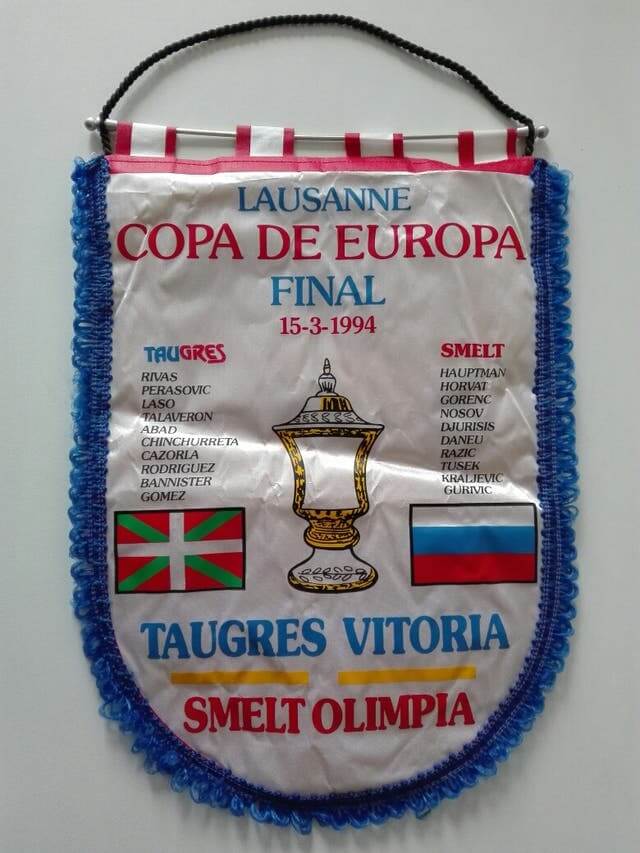 LAUSANNE
COPA DE EUROPA
FINAL
15-3-1994
TAUGRES
RIVAS
PERASOVIC
LASO
TALAVERON
ABAD
CHINCHURRETA
CAZORLA
RODRIGUEZ
BANNISTER
GOMEZ
SMELT
HAUPTMAN
HORVAT
GORENC
NOSOV
DJURISIS
DANEU
RAZIC
TUSEK
KRALJEVIC
GURIVIC
TAUGRES VITORIA
SMELT OLIMPIA